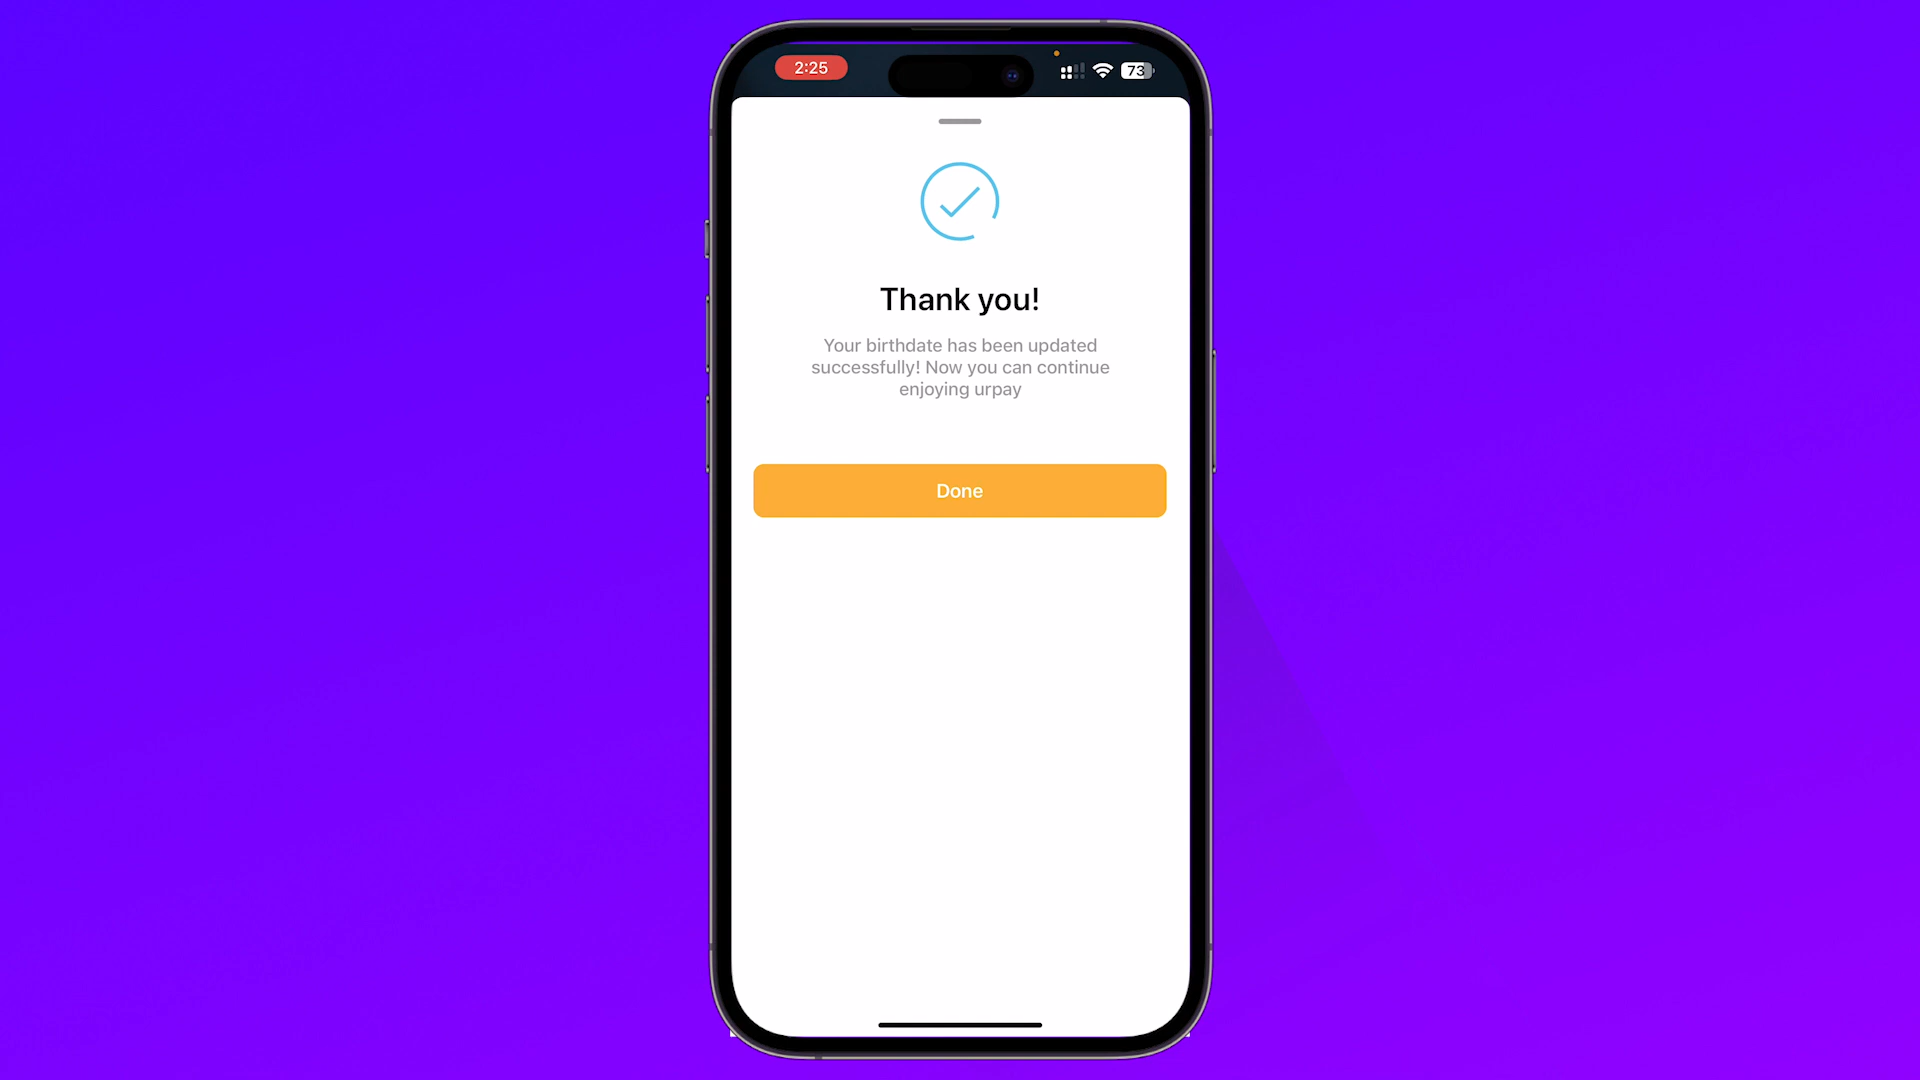 2:25
73
Thank you!
Your birthdate has been updated
successfully! Now you can continue
enjoying urpay
Done